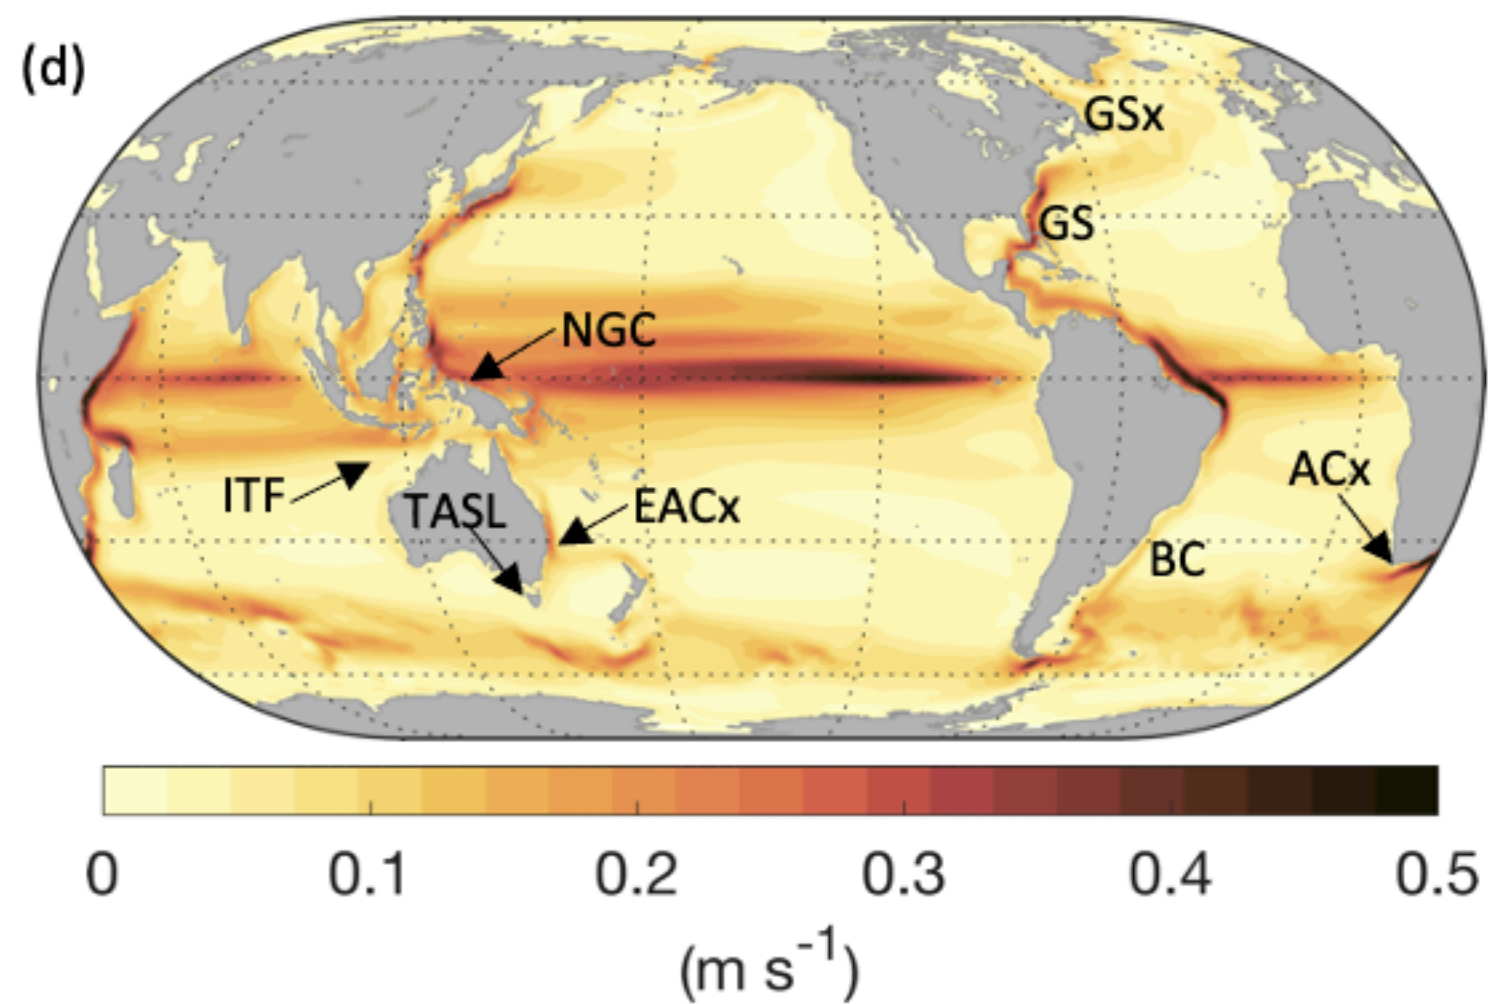 (d)
GSx
GS
NGC
ACx
ITF
TASL
EACx
BC
0 0.1 0.2 0.3 0.4 0.5
(m s⁻¹)